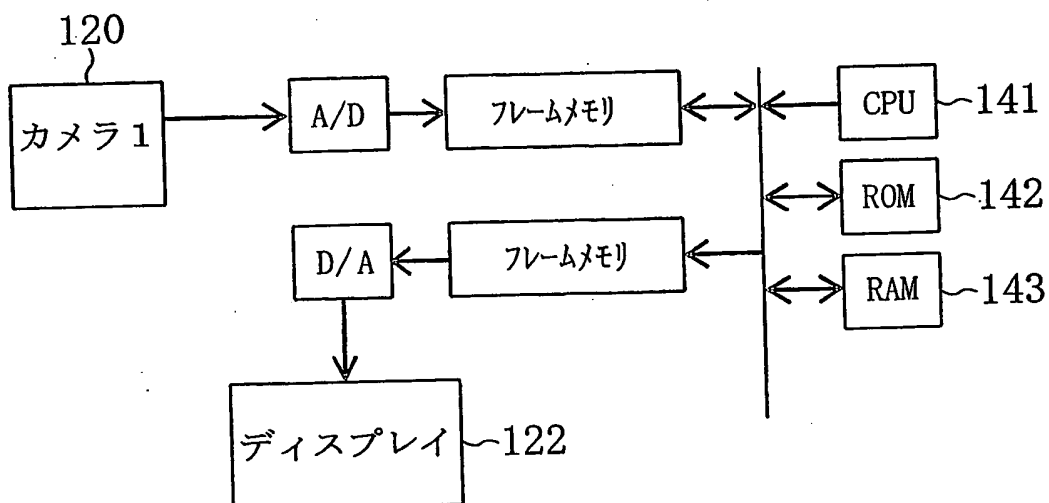 120
カメラ1
A/D
フレームメモリ
CPU
141
ROM
142
D/A
フレームメモリ
RAM
143
ディスプレイ
122